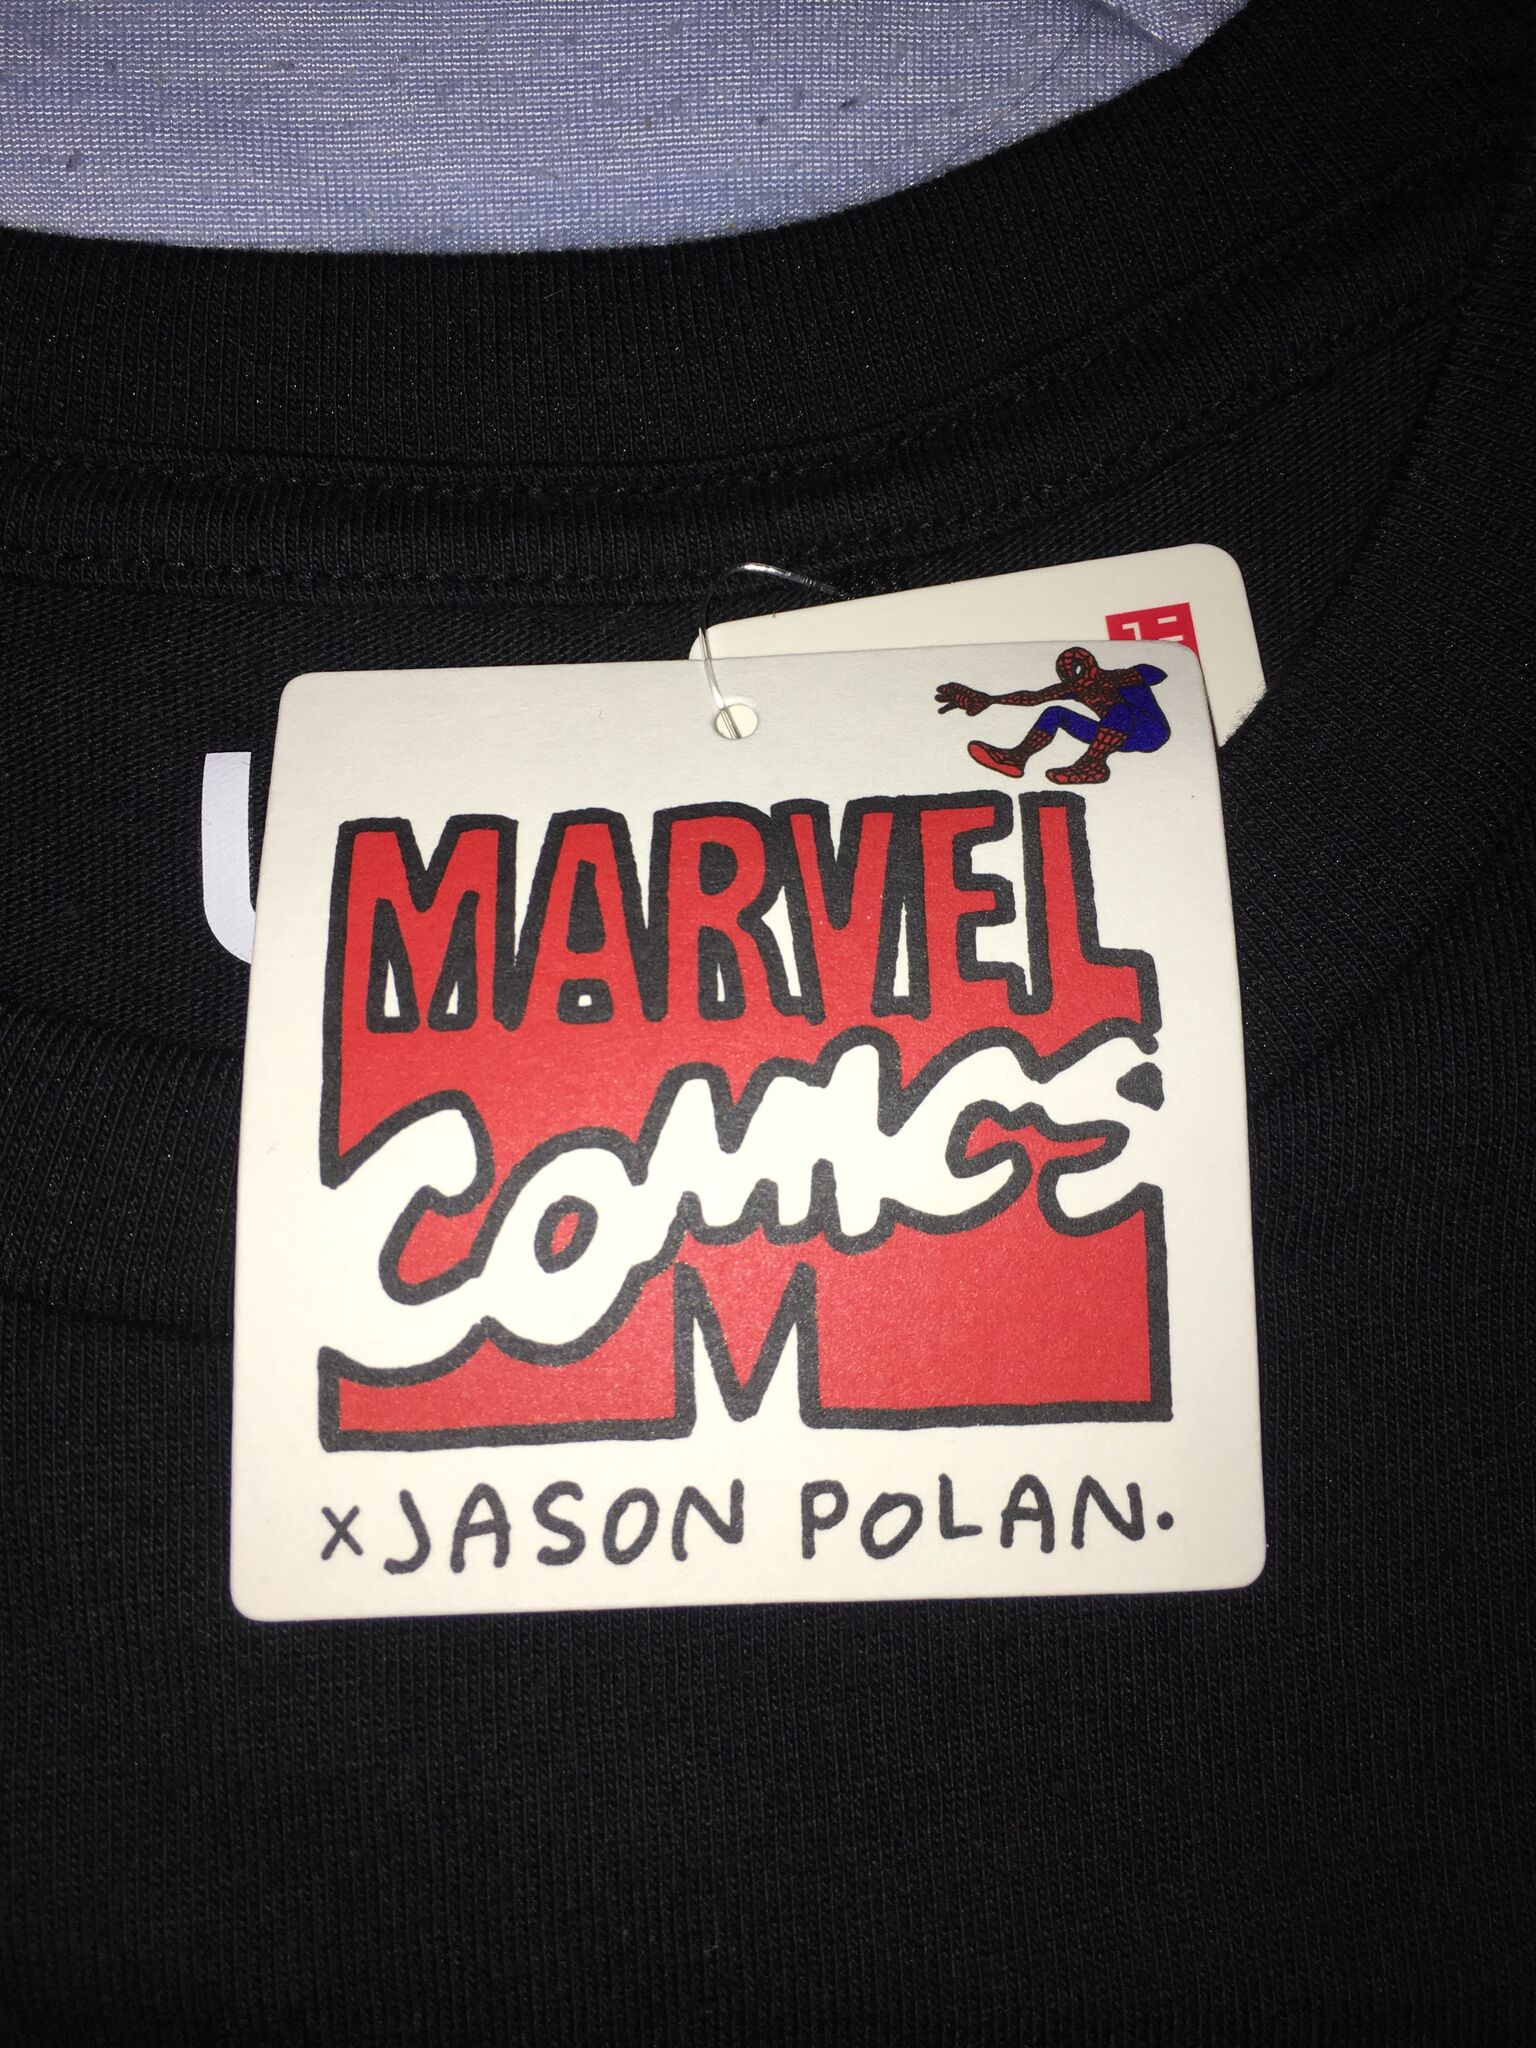 MARVEL
COMICS
M
x JASON POLAN.